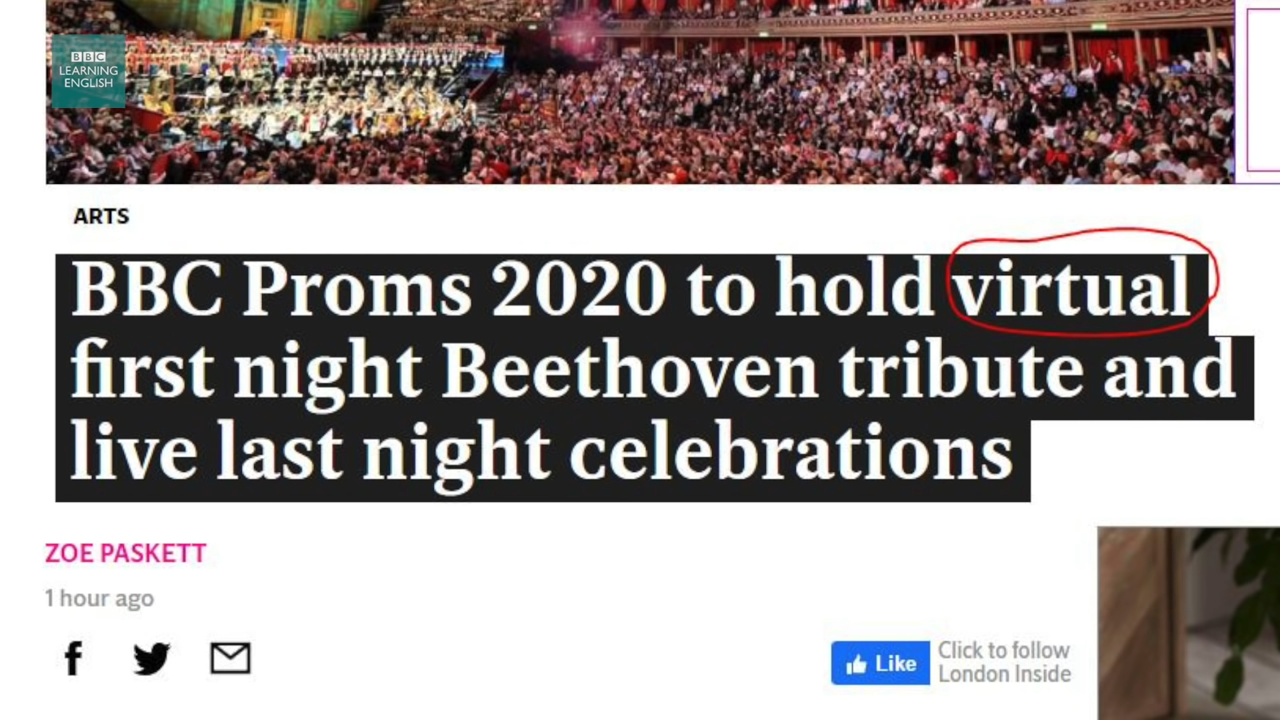 BBC
LEARNING
ENGLISH
ARTS
BBC Proms 2020 to hold virtual
first night Beethoven tribute and
live last night celebrations
ZOE PASKETT
1 hour ago
f
Like
Click to follow
London Inside